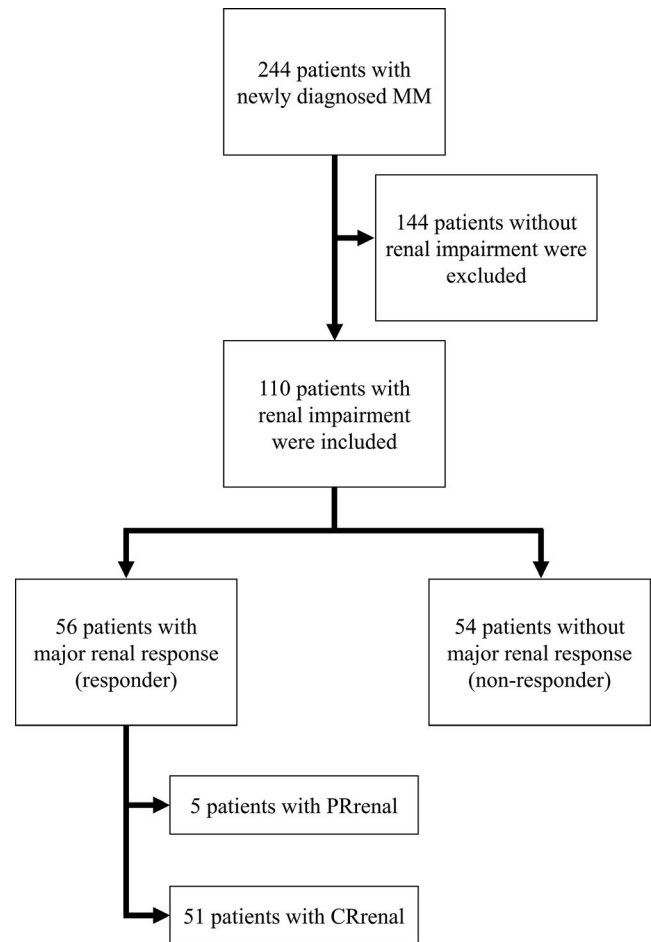 244 patients with
newly diagnosed MM
144 patients without
renal impairment were
excluded
110 patients with
renal impairment
were included
56 patients with
major renal response
(responder)
54 patients without
major renal response
(non-responder)
5 patients with PRrenal
51 patients with CRrenal